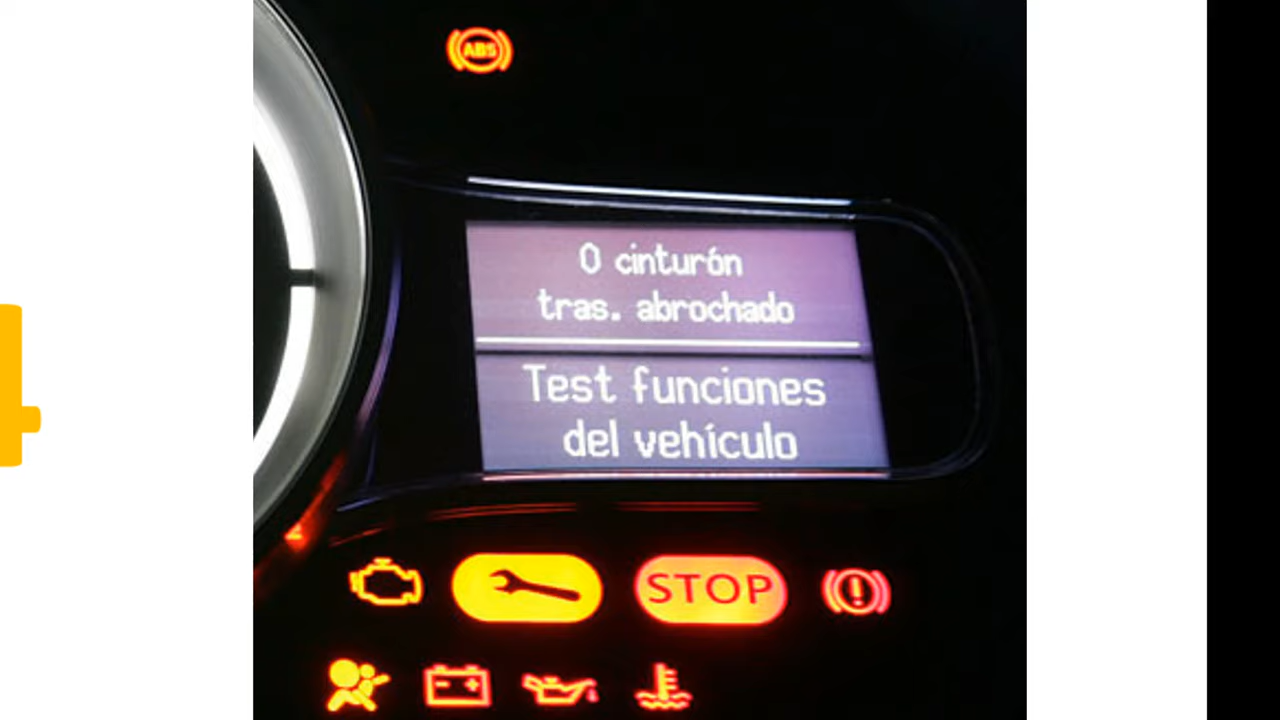 ABS
0 cinturón
tras. abrochado
Test funciones
del vehículo
STOP